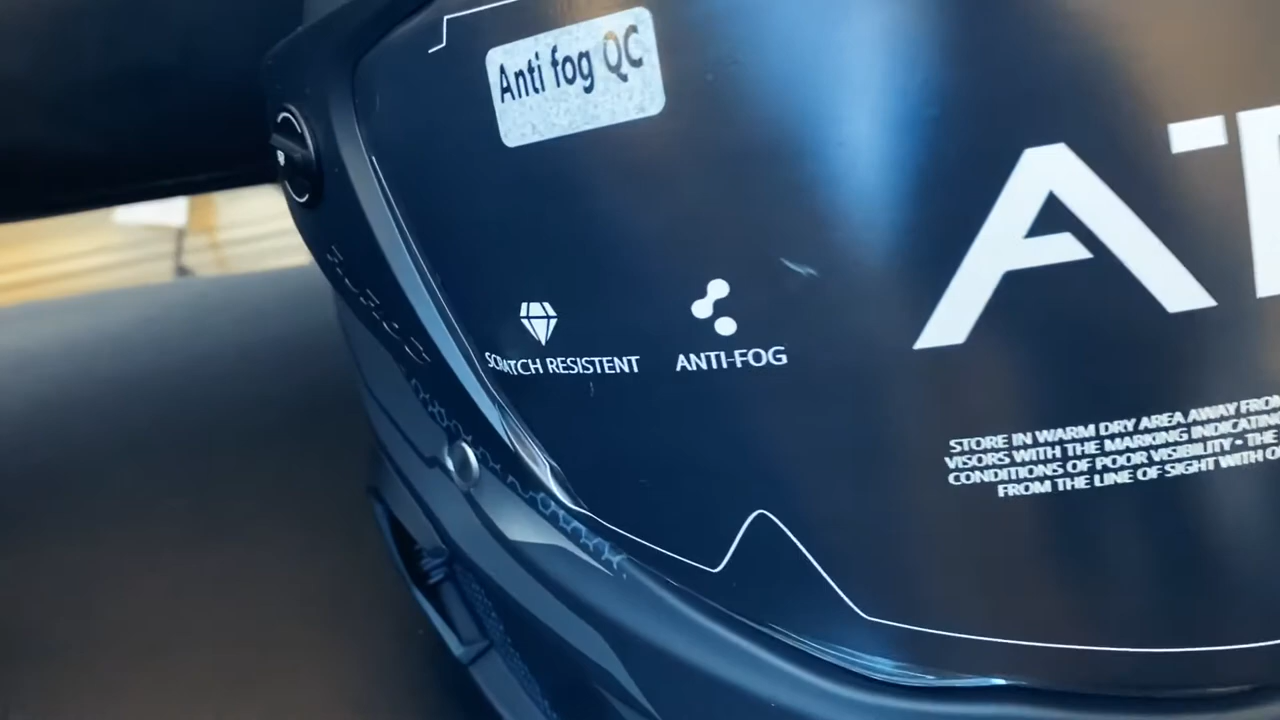 Anti fog QC
SCRATCH RESISTENT
ANTI-FOG
STORE IN WARM DRY AREA AWAY FROM
VISORS WITH THE MARKING INDICATING
CONDITIONS OF POOR VISIBILITY - THE
FROM THE LINE OF SIGHT WITH